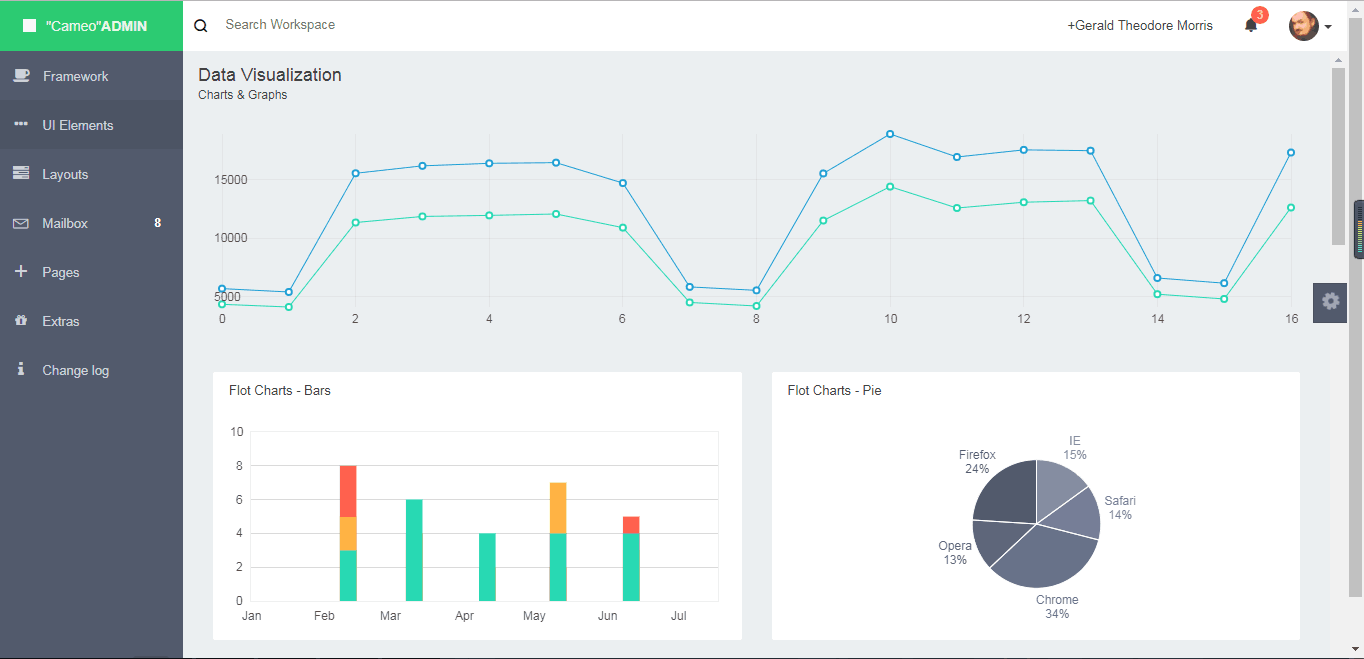 "Cameo"ADMIN
Search Workspace
+Gerald Theodore Morris
3
Framework
UI Elements
Layouts
Mailbox 8
Pages
Extras
Change log
Data Visualization
Charts & Graphs
15000
10000
5000
0 2 4 6 8 10 12 14 16
Flot Charts - Bars
10
8
6
4
2
0
Jan Feb Mar Apr May Jun Jul
Flot Charts - Pie
IE
15%
Firefox
24%
Safari
14%
Opera
13%
Chrome
34%